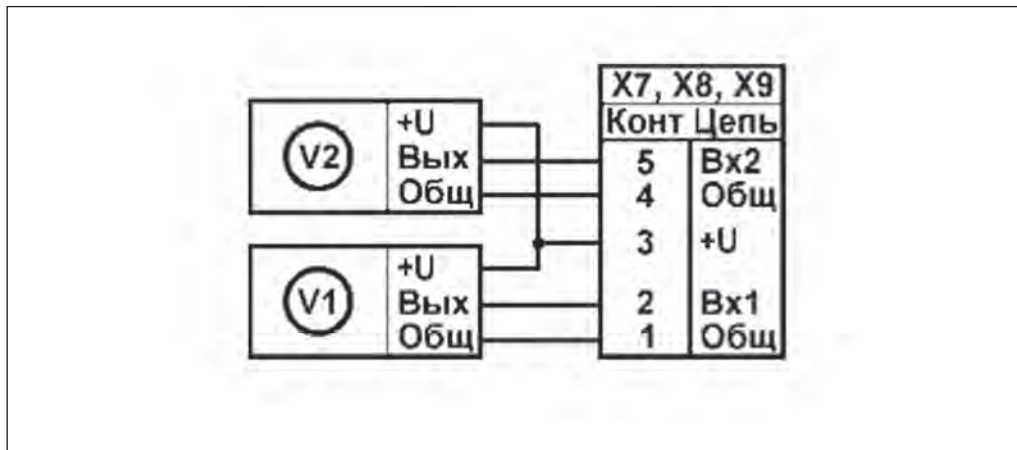 V2
+U
Вых
Общ
V1
+U
Вых
Общ
X7, X8, X9
Конт Цепь
5 Вх2
4 Общ
3 +U
2 Вх1
1 Общ